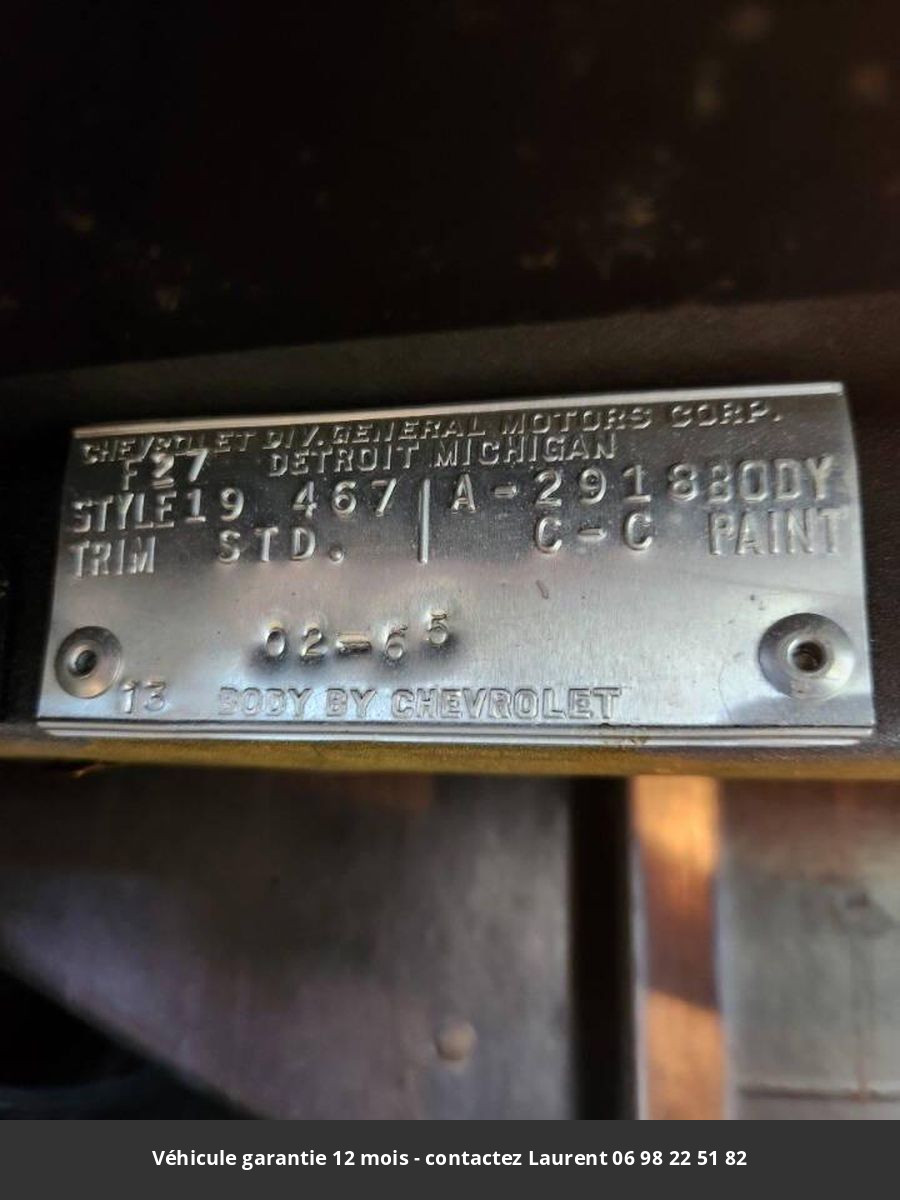 CHEVROLET DIV. GENERAL MOTORS CORP.
F 27 DETROIT MICHIGAN
STYLE 19 467 | A-2918 BODY
TRIM STD. | C-C PAINT
02-65
13 BODY BY CHEVROLET
Véhicule garantie 12 mois - contactez Laurent 06 98 22 51 82